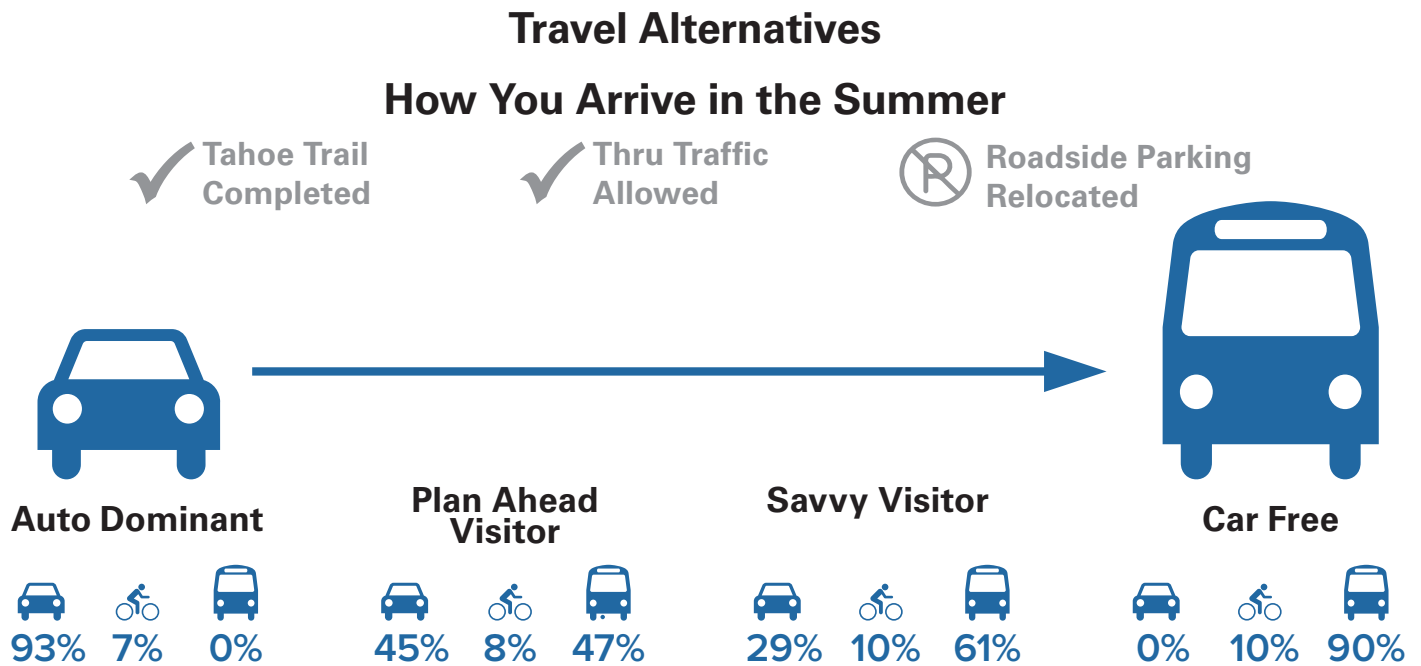 Travel Alternatives
How You Arrive in the Summer
Tahoe Trail
Completed
Thru Traffic
Allowed
P
Roadside Parking
Relocated
Auto Dominant
Plan Ahead
Visitor
Savvy Visitor
Car Free
93% 7% 0%
45% 8% 47%
29% 10% 61%
0% 10% 90%